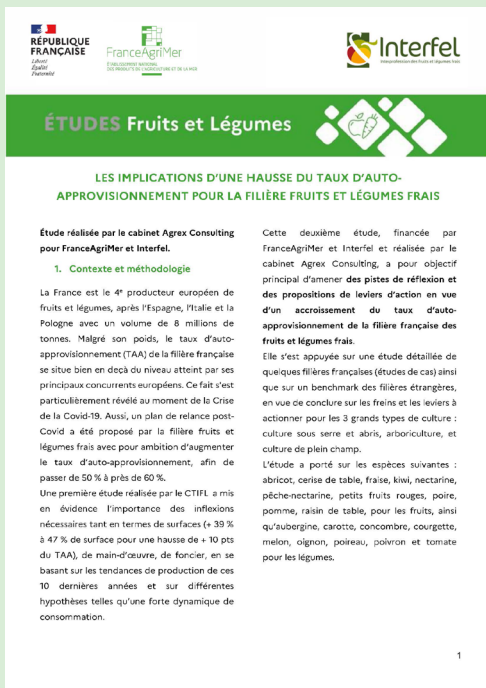 RÉPUBLIQUE
FRANÇAISE
Liberté
Égalité
Fraternité
FranceAgriMer
ÉTABLISSEMENT NATIONAL
DES PRODUITS DE L'AGRICULTURE ET DE LA MER
Interfel
Interprofession des fruits et légumes frais
ÉTUDES Fruits et Légumes
LES IMPLICATIONS D'UNE HAUSSE DU TAUX D'AUTO-
APPROVISIONNEMENT POUR LA FILIÈRE FRUITS ET LÉGUMES FRAIS
Étude réalisée par le cabinet Agrex Consulting
pour FranceAgriMer et Interfel.
1. Contexte et méthodologie
La France est le 4e producteur européen de
fruits et légumes, après l'Espagne, l'Italie et la
Pologne avec un volume de 8 millions de
tonnes. Malgré son poids, le taux d'auto-
approvisionnement (TAA) de la filière française
se situe bien en deçà du niveau atteint par ses
principaux concurrents européens. Ce fait s'est
particulièrement révélé au moment de la Crise
de la Covid-19. Aussi, un plan de relance post-
Covid a été proposé par la filière fruits et
légumes frais avec pour ambition d'augmenter
le taux d'auto-approvisionnement, afin de
passer de 50 % à près de 60 %.
Une première étude réalisée par le CTIFL a mis
en évidence l'importance des inflexions
nécessaires tant en termes de surfaces (+ 39 %
à 47 % de surface pour une hausse de + 10 pts
du TAA), de main-d'œuvre, de foncier, en se
basant sur les tendances de production de ces
10 dernières années et sur différentes
hypothèses telles qu'une forte dynamique de
consommation.
Cette deuxième étude, financée par
FranceAgriMer et Interfel et réalisée par le
cabinet Agrex Consulting, a pour objectif
principal d'amener des pistes de réflexion et
des propositions de leviers d'action en vue
d'un accroissement du taux d'auto-
approvisionnement de la filière française des
fruits et légumes frais.
Elle s'est appuyée sur une étude détaillée de
quelques filières françaises (études de cas) ainsi
que sur un benchmark des filières étrangères,
en vue de conclure sur les freins et les leviers à
actionner pour les 3 grands types de culture :
culture sous serre et abris, arboriculture, et
culture de plein champ.
L'étude a porté sur les espèces suivantes :
abricot, cerise de table, fraise, kiwi, nectarine,
pêche-nectarine, petits fruits rouges, poire,
pomme, raisin de table, pour les fruits, ainsi
qu'aubergine, carotte, concombre, courgette,
melon, oignon, poireau, poivron et tomate
pour les légumes.
1